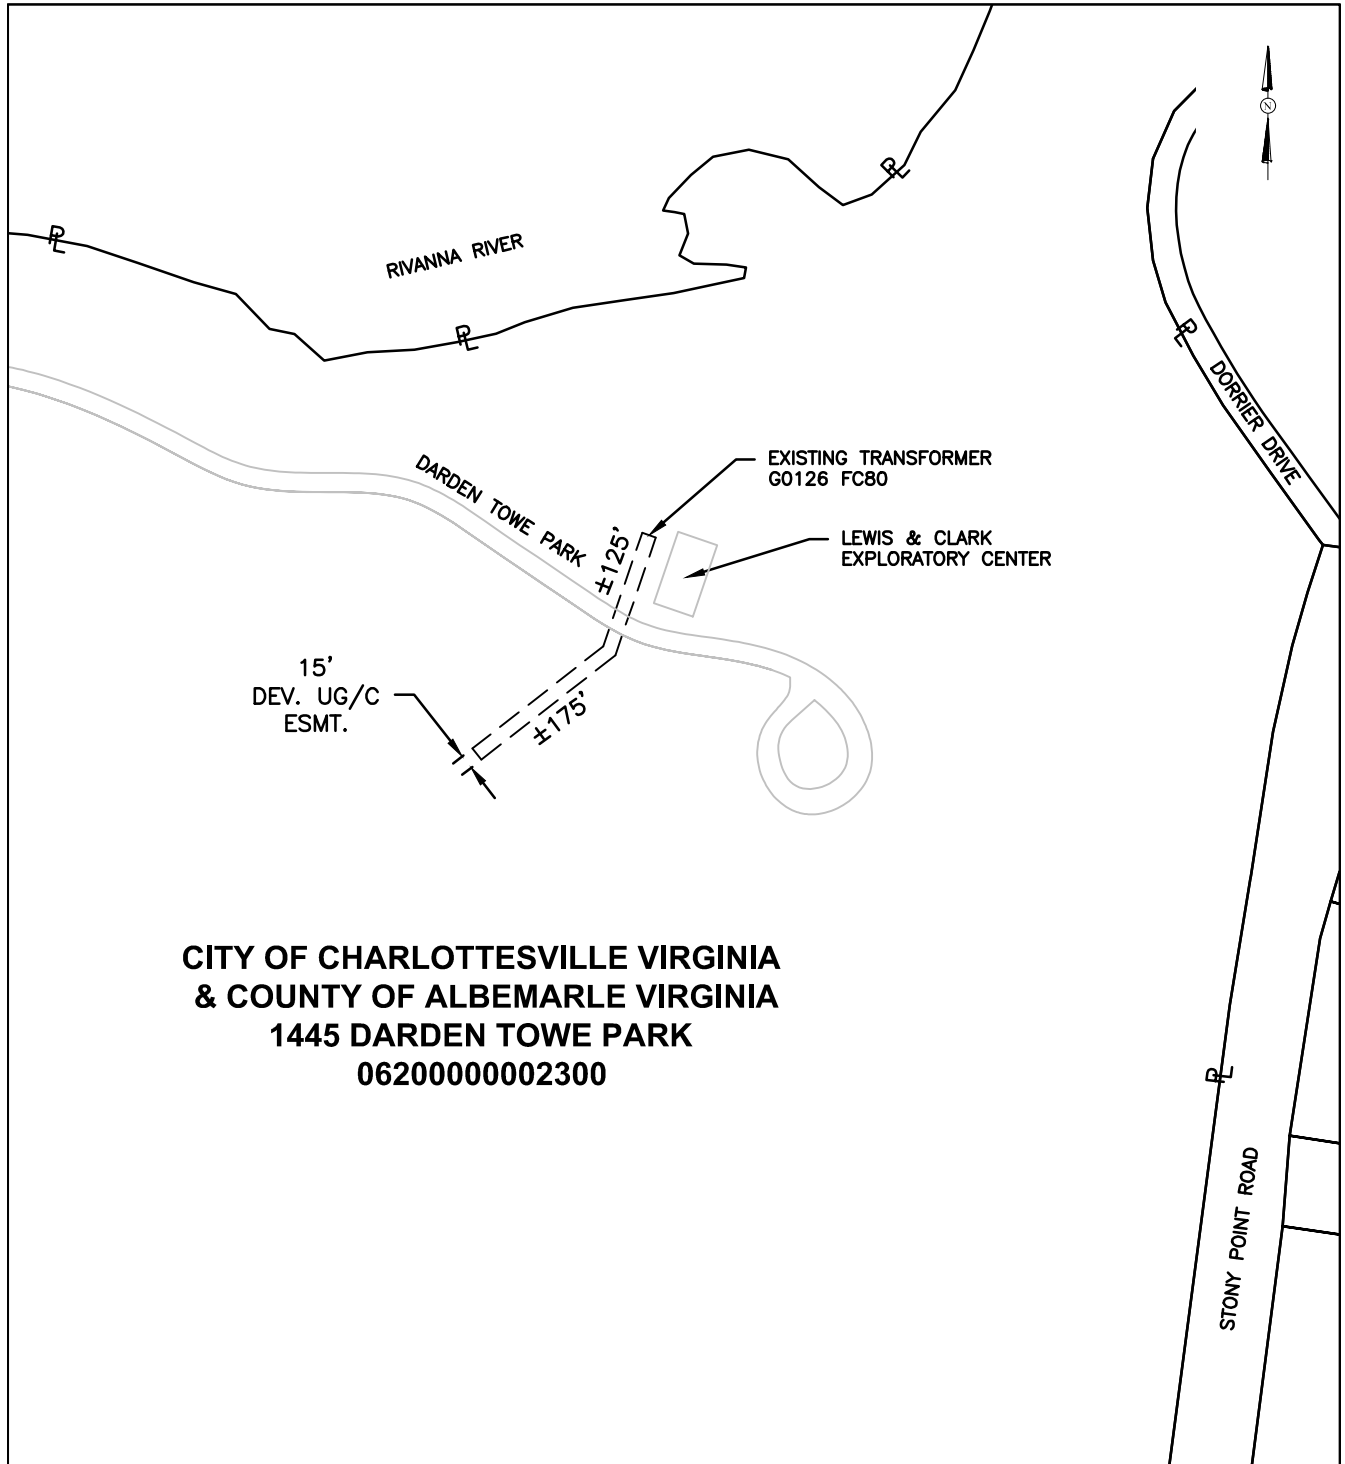 N
PL
RIVANNA RIVER
PL
PL
PL
DORRIER DRIVE
DARDEN TOWE PARK
EXISTING TRANSFORMER
G0126 FC80
LEWIS & CLARK
EXPLORATORY CENTER
±125'
±175'
15'
DEV. UG/C
ESMT.
CITY OF CHARLOTTESVILLE VIRGINIA
& COUNTY OF ALBEMARLE VIRGINIA
1445 DARDEN TOWE PARK
06200000002300
PL
STONY POINT ROAD